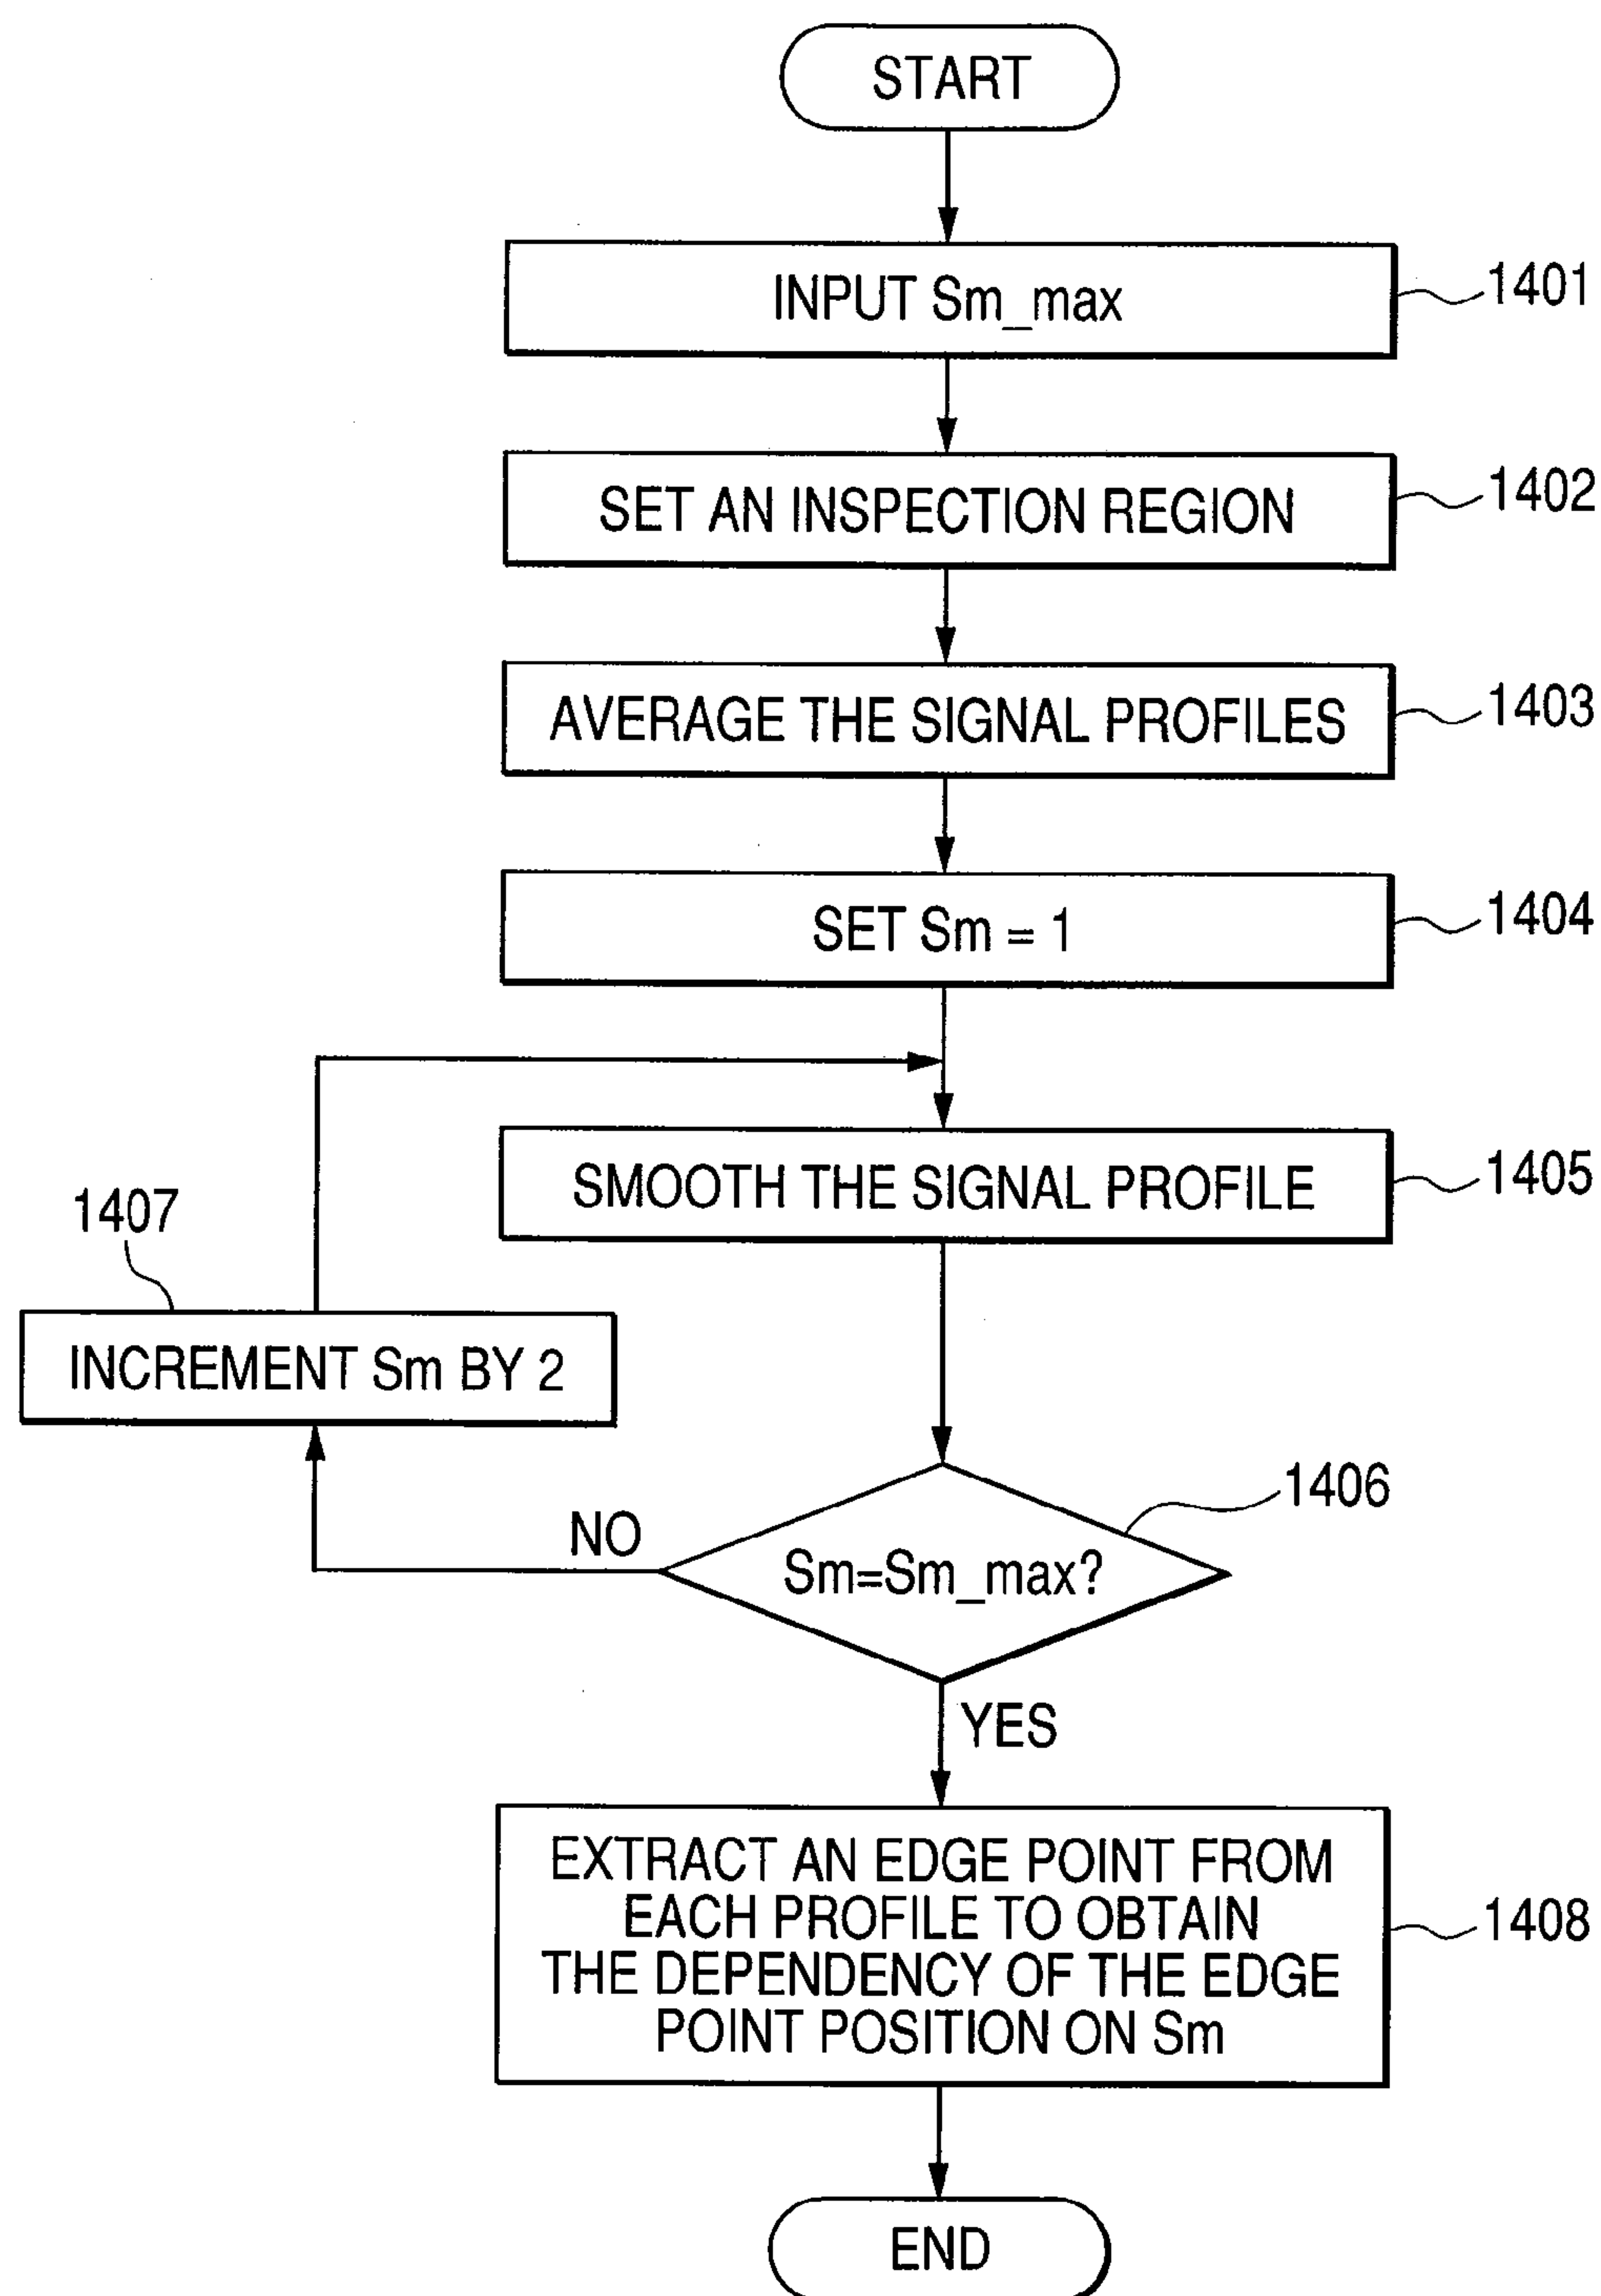 START
INPUT Sm_max
1401
SET AN INSPECTION REGION
1402
AVERAGE THE SIGNAL PROFILES
1403
SET Sm = 1
1404
SMOOTH THE SIGNAL PROFILE
1405
1407
INCREMENT Sm BY 2
1406
NO
Sm=Sm_max?
YES
EXTRACT AN EDGE POINT FROM
EACH PROFILE TO OBTAIN
THE DEPENDENCY OF THE EDGE
POINT POSITION ON Sm
1408
END